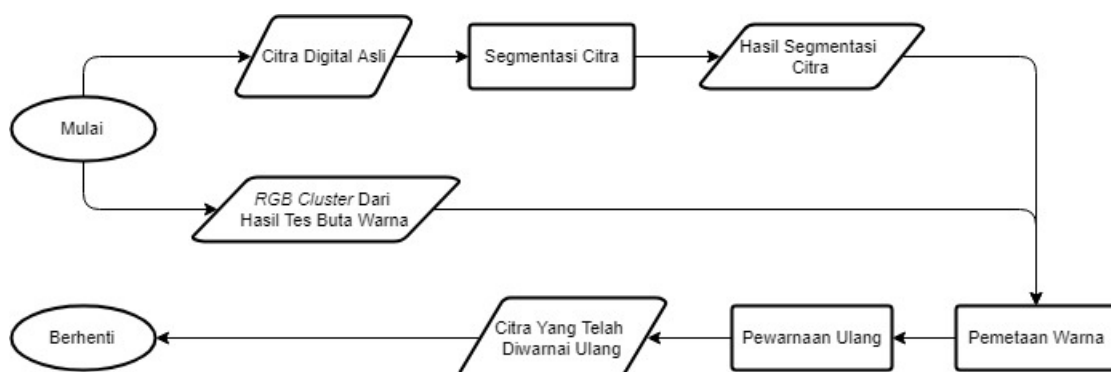 Citra Digital Asli
Segmentasi Citra
Hasil Segmentasi
Citra
Mulai
RGB Cluster Dari
Hasil Tes Buta Warna
Berhenti
Citra Yang Telah
Diwarnai Ulang
Pewarnaan Ulang
Pemetaan Warna